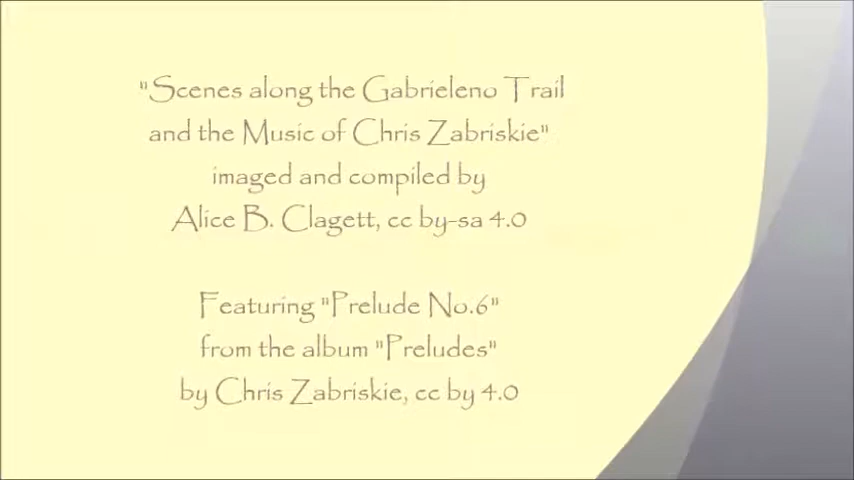 "Scenes along the Gabrieleno Trail
and the Music of Chris Zabriskie"
imaged and compiled by
Alice B. Clagett, cc by-sa 4.0
Featuring "Prelude No.6"
from the album "Preludes"
by Chris Zabriskie, cc by 4.0